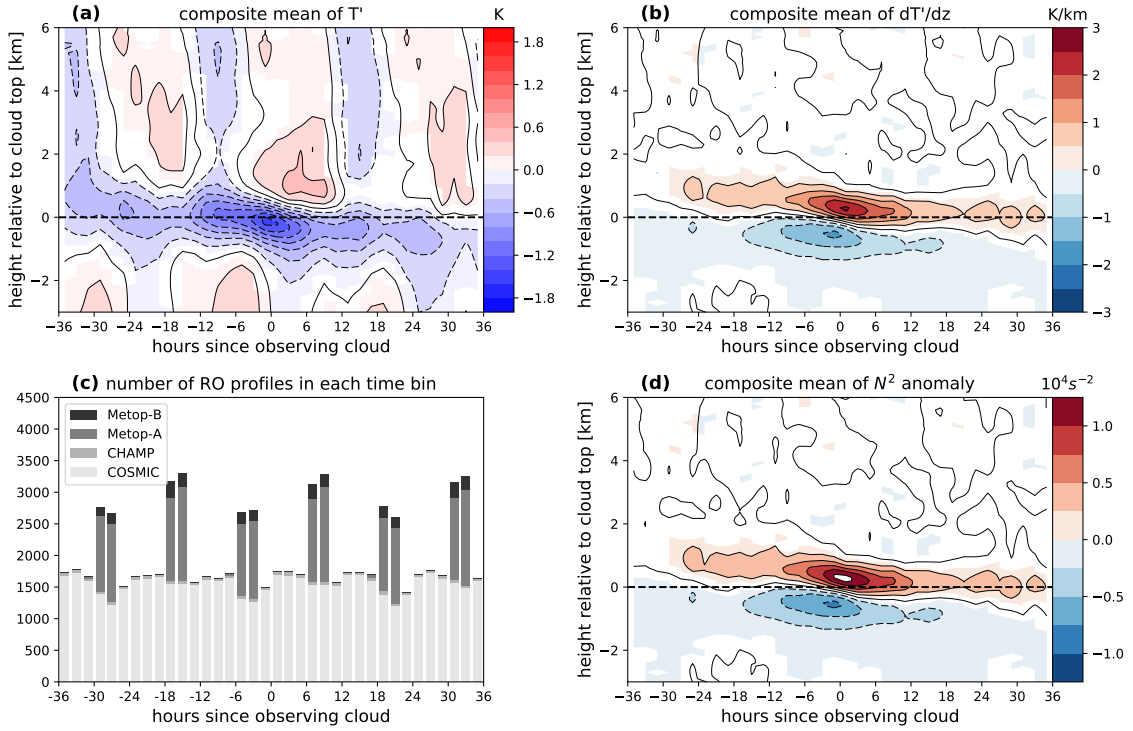 (a) composite mean of T' K
6
4
2
0
−2
height relative to cloud top [km]
−36 −30 −24 −18 −12 −6 0 6 12 18 24 30 36
hours since observing cloud
1.8
1.2
0.6
0.0
−0.6
−1.2
−1.8
(b) composite mean of dT'/dz K/km
6
4
2
0
−2
height relative to cloud top [km]
−36 −30 −24 −18 −12 −6 0 6 12 18 24 30 36
hours since observing cloud
3
2
1
0
−1
−2
−3
(c) number of RO profiles in each time bin
4500
4000
3500
3000
2500
2000
1500
1000
500
0
Metop-B
Metop-A
CHAMP
COSMIC
−36 −30 −24 −18 −12 −6 0 6 12 18 24 30 36
hours since observing cloud
(d) composite mean of N² anomaly 10⁴s⁻²
6
4
2
0
−2
height relative to cloud top [km]
−36 −30 −24 −18 −12 −6 0 6 12 18 24 30 36
hours since observing cloud
1.0
0.5
0.0
−0.5
−1.0